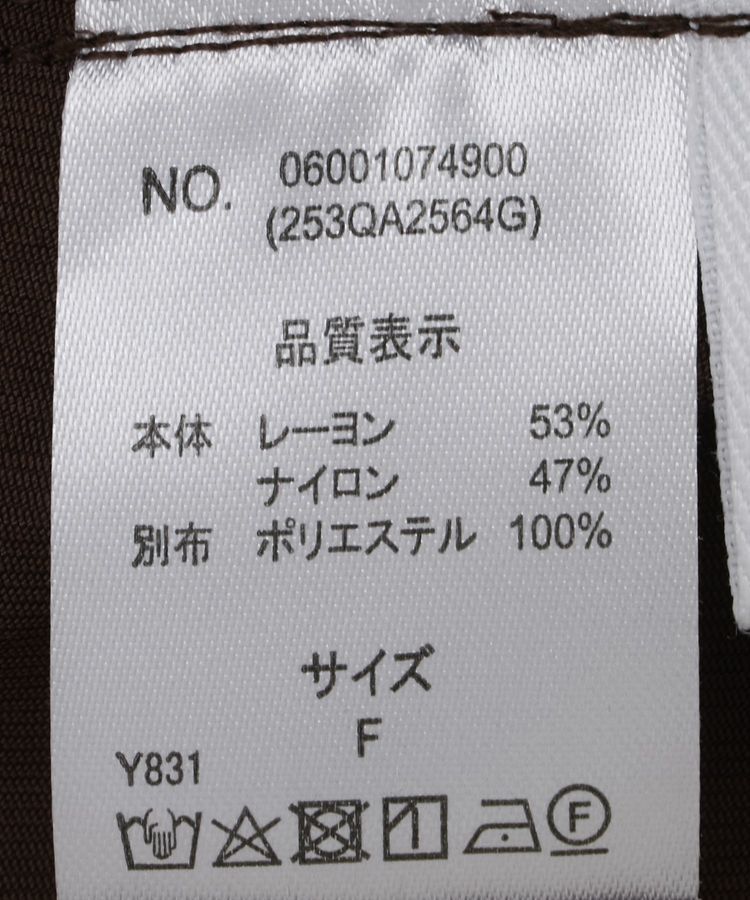 NO. 06001074900
(253QA2564G)
品質表示
本体 レーヨン 53%
ナイロン 47%
別布 ポリエステル 100%
サイズ
F
Y831
F